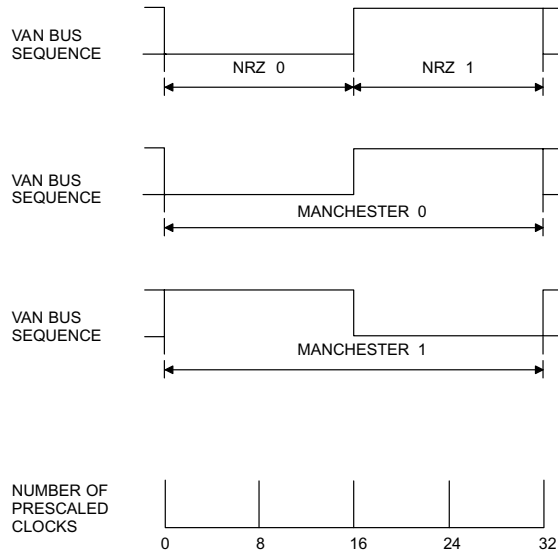 VAN BUS
SEQUENCE
NRZ 0
NRZ 1
VAN BUS
SEQUENCE
MANCHESTER 0
VAN BUS
SEQUENCE
MANCHESTER 1
NUMBER OF
PRESCALED
CLOCKS
0 8 16 24 32